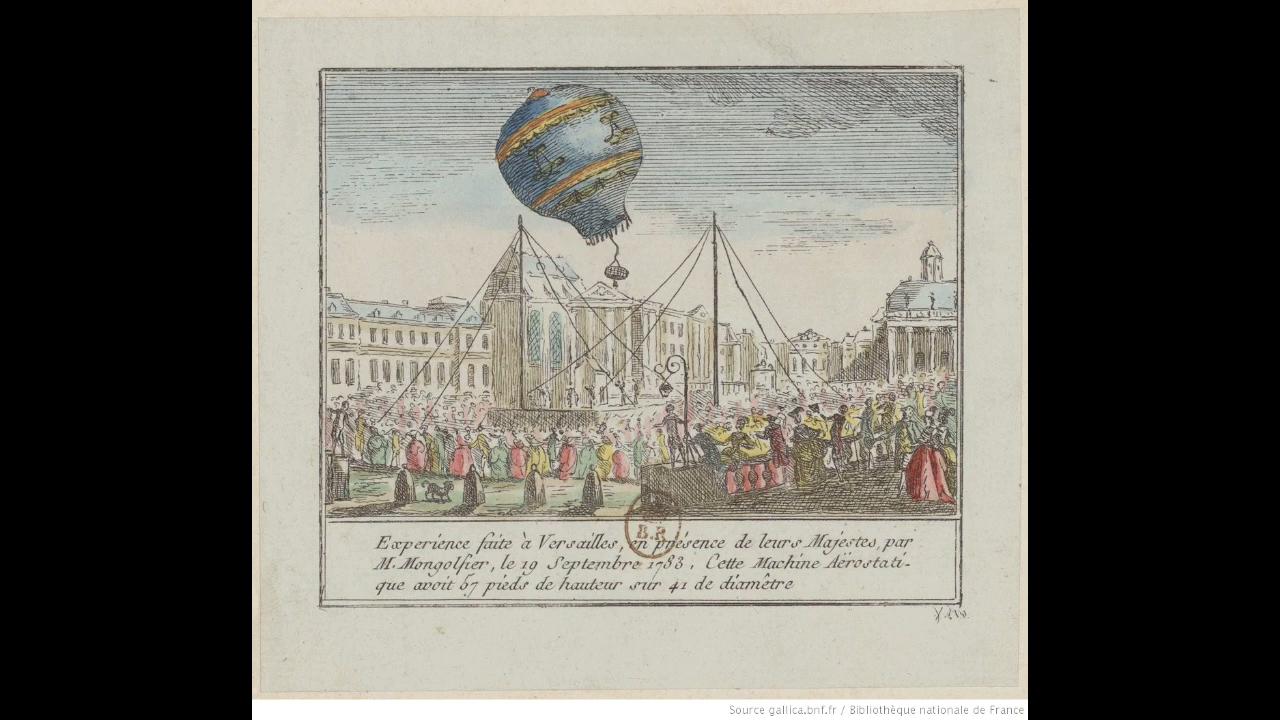 Experience faite à Versailles, en présence de leurs Majestes, par
M. Mongolfier, le 19 Septembre 1783. Cette Machine Aërostati-
que avoit 57 pieds de hauteur sur 41 de diamêtre
B.R
Source gallica.bnf.fr / Bibliothèque nationale de France